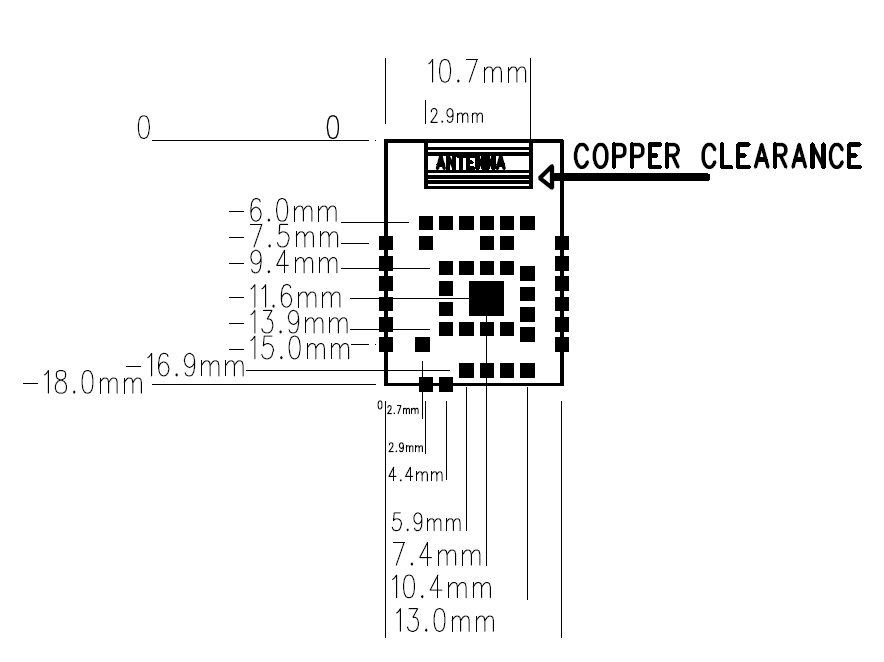 10.7mm
2.9mm
0 0
ANTENNA
COPPER CLEARANCE
-6.0mm
-7.5mm
-9.4mm
-11.6mm
-13.9mm
-15.0mm
-16.9mm
-18.0mm
0 2.7mm
2.9mm
4.4mm
5.9mm
7.4mm
10.4mm
13.0mm